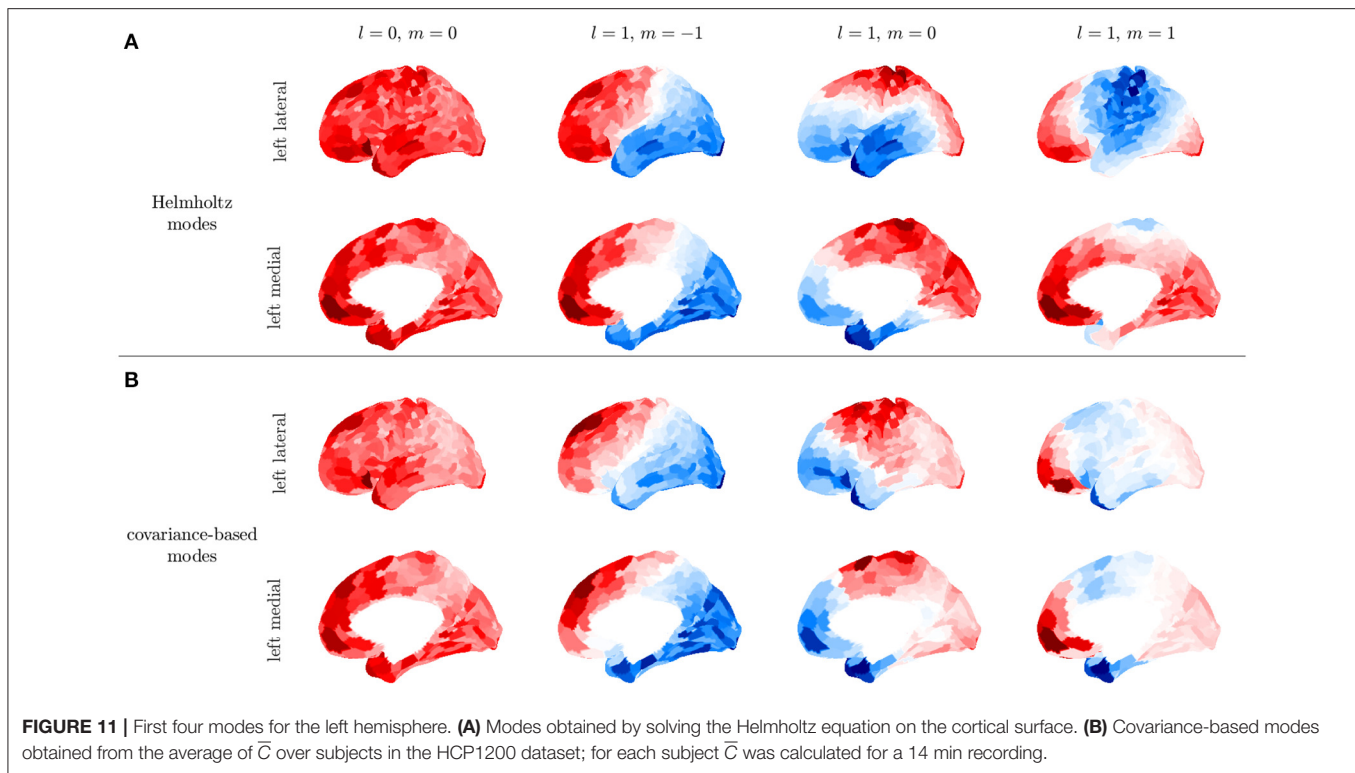 A
l = 0, m = 0
l = 1, m = −1
l = 1, m = 0
l = 1, m = 1
left lateral
Helmholtz
modes
left medial
B
left lateral
covariance-based
modes
left medial
FIGURE 11 | First four modes for the left hemisphere. (A) Modes obtained by solving the Helmholtz equation on the cortical surface. (B) Covariance-based modes
obtained from the average of C̅ over subjects in the HCP1200 dataset; for each subject C̅ was calculated for a 14 min recording.